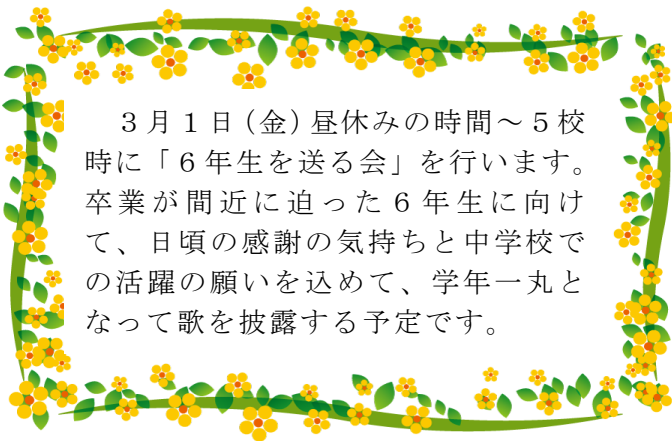 ３月１日（金）昼休みの時間～５校
時に「６年生を送る会」を行います。
卒業が間近に迫った６年生に向け
て、日頃の感謝の気持ちと中学校で
の活躍の願いを込めて、学年一丸と
なって歌を披露する予定です。